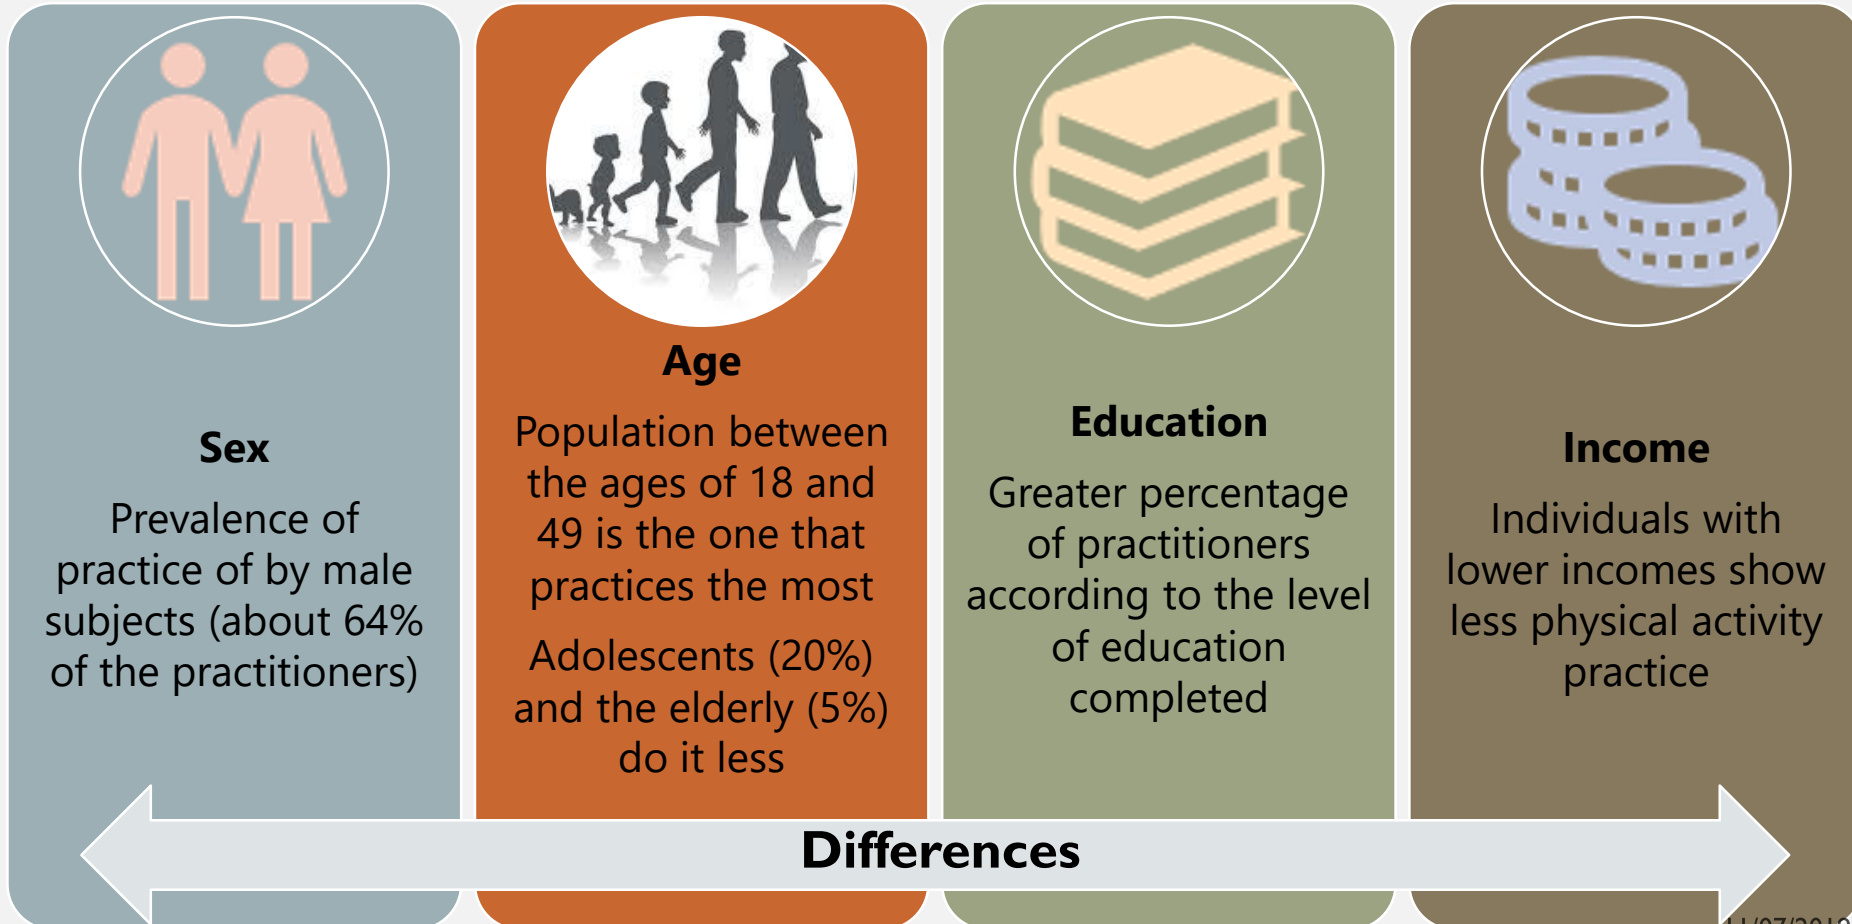 Sex
Prevalence of
practice of by male
subjects (about 64%
of the practitioners)
Age
Population between
the ages of 18 and
49 is the one that
practices the most
Adolescents (20%)
and the elderly (5%)
do it less
Education
Greater percentage
of practitioners
according to the level
of education
completed
Income
Individuals with
lower incomes show
less physical activity
practice
Differences